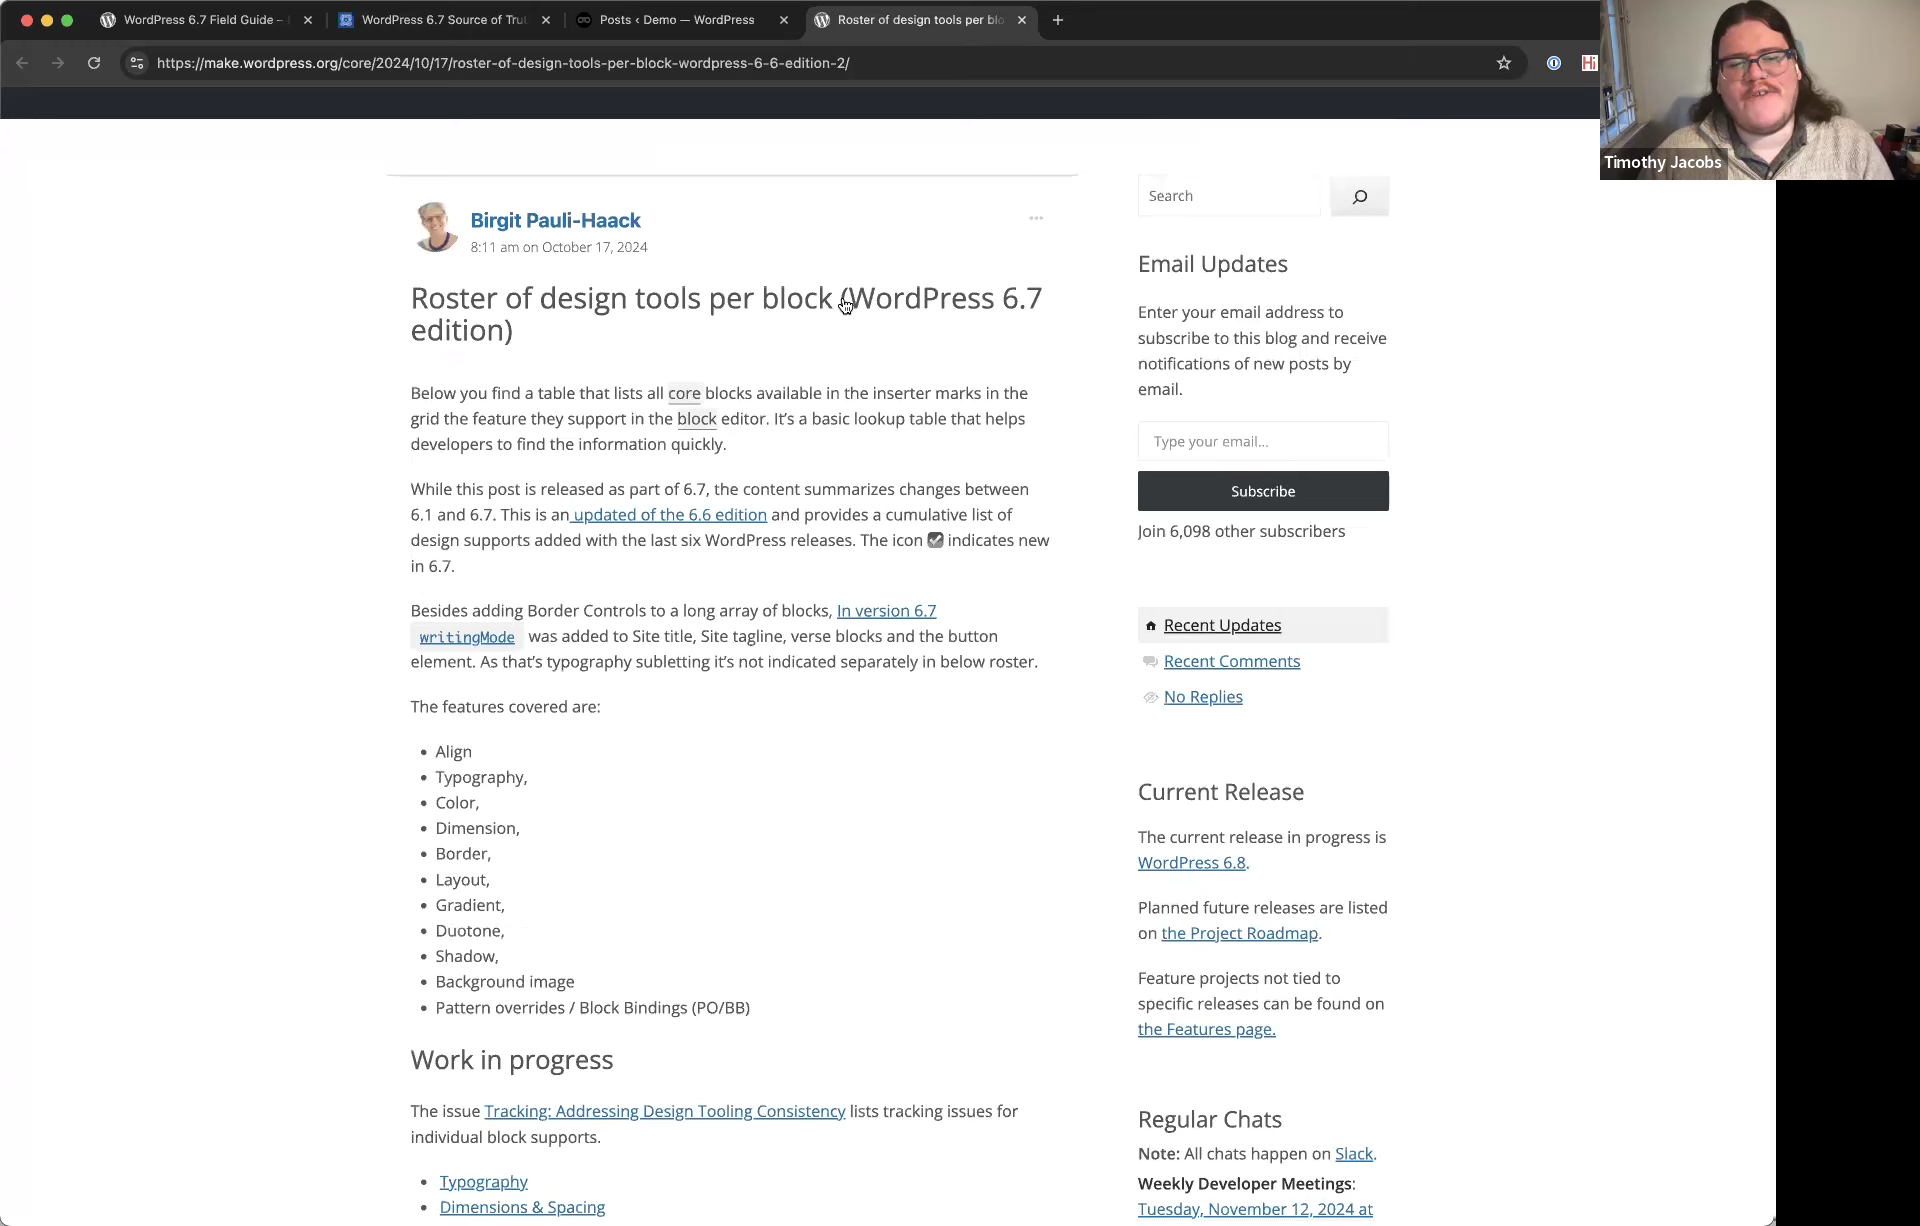 WordPress 6.7 Field Guide –
WordPress 6.7 Source of Tru
Posts ‹ Demo — WordPress
Roster of design tools per blo
https://make.wordpress.org/core/2024/10/17/roster-of-design-tools-per-block-wordpress-6-6-edition-2/
Hi
Timothy Jacobs
Birgit Pauli-Haack
8:11 am on October 17, 2024
Roster of design tools per block (WordPress 6.7
edition)
Below you find a table that lists all core blocks available in the inserter marks in the
grid the feature they support in the block editor. It’s a basic lookup table that helps
developers to find the information quickly.
While this post is released as part of 6.7, the content summarizes changes between
6.1 and 6.7. This is an updated of the 6.6 edition and provides a cumulative list of
design supports added with the last six WordPress releases. The icon ☑ indicates new
in 6.7.
Besides adding Border Controls to a long array of blocks, In version 6.7
writingMode was added to Site title, Site tagline, verse blocks and the button
element. As that’s typography subletting it’s not indicated separately in below roster.
The features covered are:
• Align
• Typography,
• Color,
• Dimension,
• Border,
• Layout,
• Gradient,
• Duotone,
• Shadow,
• Background image
• Pattern overrides / Block Bindings (PO/BB)
Work in progress
The issue Tracking: Addressing Design Tooling Consistency lists tracking issues for
individual block supports.
• Typography
• Dimensions & Spacing
Search
Email Updates
Enter your email address to
subscribe to this blog and receive
notifications of new posts by
email.
Type your email...
Subscribe
Join 6,098 other subscribers
Recent Updates
Recent Comments
No Replies
Current Release
The current release in progress is
WordPress 6.8.
Planned future releases are listed
on the Project Roadmap.
Feature projects not tied to
specific releases can be found on
the Features page.
Regular Chats
Note: All chats happen on Slack.
Weekly Developer Meetings:
Tuesday, November 12, 2024 at